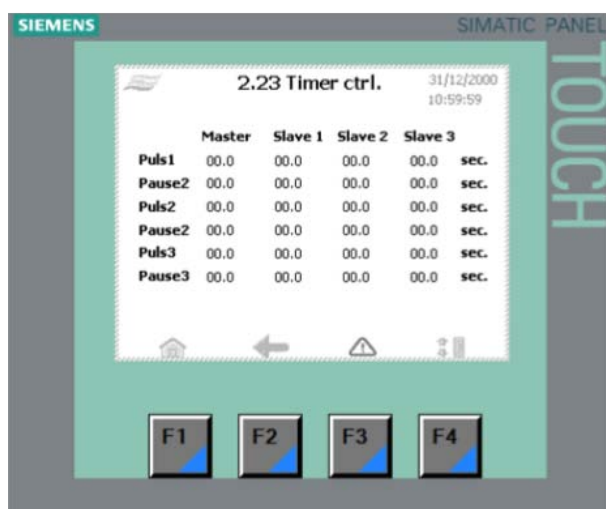 SIEMENS
SIMATIC PANEL
TOUCH
2.23 Timer ctrl.
31/12/2000
10:59:59
Master Slave 1 Slave 2 Slave 3
Puls1 00.0 00.0 00.0 00.0 sec.
Pause2 00.0 00.0 00.0 00.0 sec.
Puls2 00.0 00.0 00.0 00.0 sec.
Pause2 00.0 00.0 00.0 00.0 sec.
Puls3 00.0 00.0 00.0 00.0 sec.
Pause3 00.0 00.0 00.0 00.0 sec.
F1 F2 F3 F4